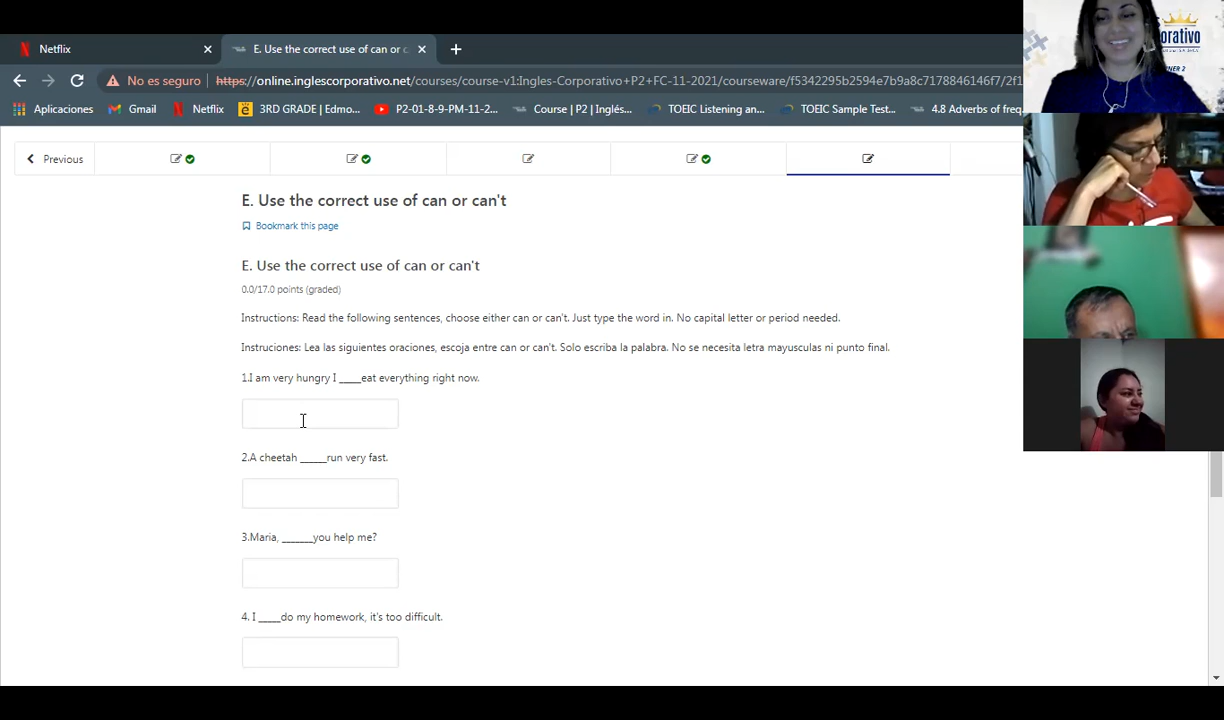 Netflix
E. Use the correct use of can or c
No es seguro
https://online.inglescorporativo.net/courses/course-v1:Ingles-Corporativo+P2+FC-11-2021/courseware/f5342295b2594e7b9a8c7178846146f7/2f1
Aplicaciones
Gmail
Netflix
3RD GRADE | Edmo...
P2-01-8-9-PM-11-2...
Course | P2 | Inglés...
TOEIC Listening an...
TOEIC Sample Test...
4.8 Adverbs of freq
Previous
E. Use the correct use of can or can't
Bookmark this page
E. Use the correct use of can or can't
0.0/17.0 points (graded)
Instructions: Read the following sentences, choose either can or can't. Just type the word in. No capital letter or period needed.
Instruciones: Lea las siguientes oraciones, escoja entre can or can't. Solo escriba la palabra. No se necesita letra mayusculas ni punto final.
1.I am very hungry I ____eat everything right now.
2.A cheetah _____run very fast.
3.Maria, ______you help me?
4. I ____do my homework, it's too difficult.
orativo